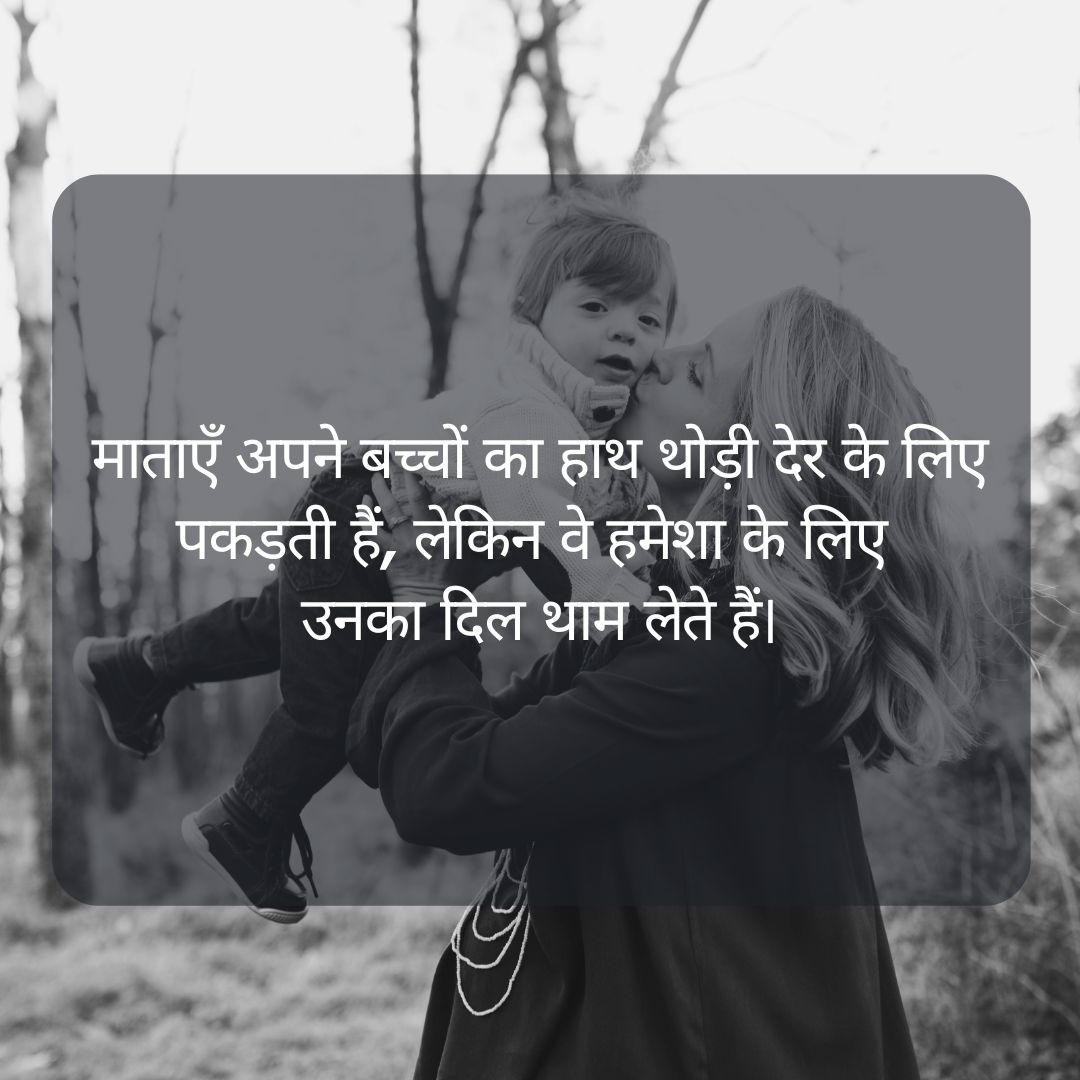 माताएँ अपने बच्चों का हाथ थोड़ी देर के लिए
पकड़ती हैं, लेकिन वे हमेशा के लिए
उनका दिल थाम लेते हैं।